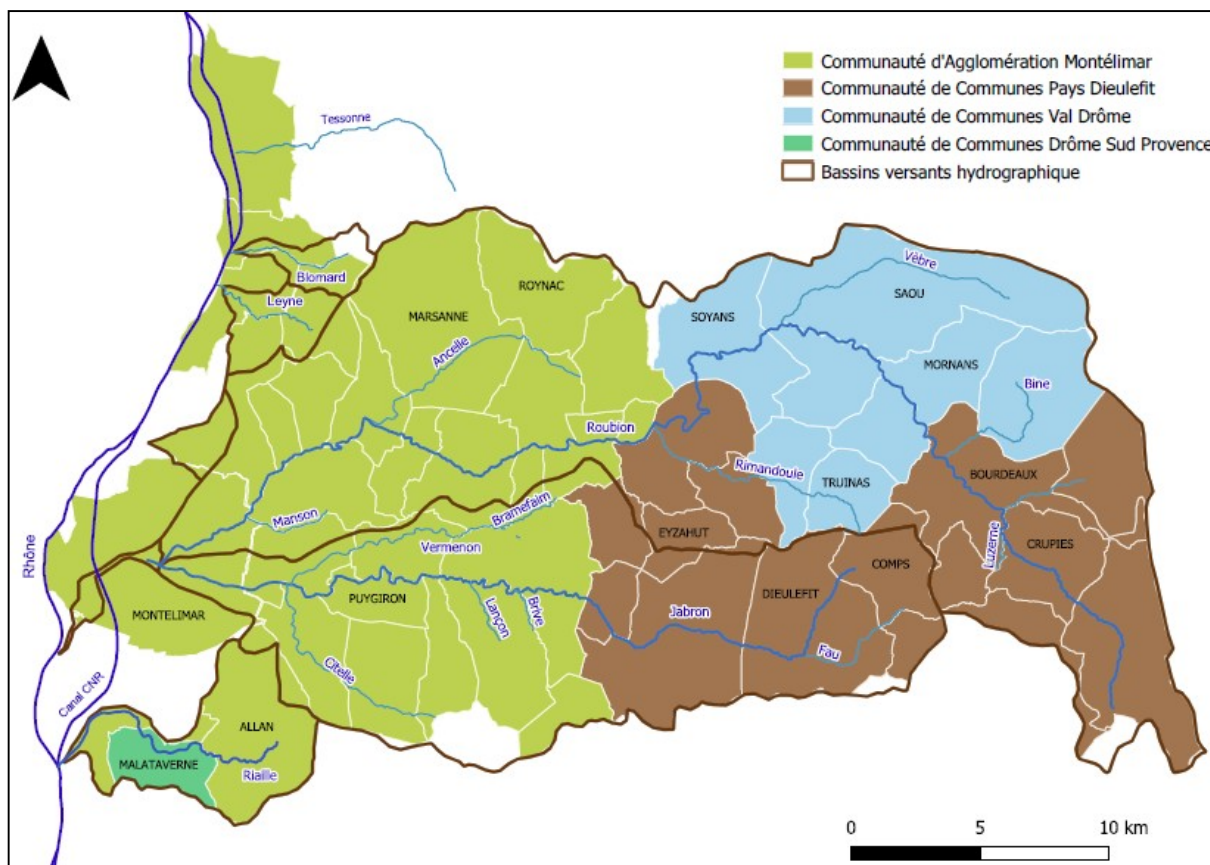 Communauté d'Agglomération Montélimar
Communauté de Communes Pays Dieulefit
Communauté de Communes Val Drôme
Communauté de Communes Drôme Sud Provence
Bassins versants hydrographique
Tessonne
Vèbre
Blomard
SAOU
ROYNAC
Leyne
MARSANNE
SOYANS
Ancelle
MORNANS
Bine
Roubion
Rimandoule
BOURDEAUX
TRUINAS
Manson
Bramefaim
EYZAHUT
Vermenon
Luzerne
CRUPIES
Rhône
COMPS
PUYGIRON
DIEULEFIT
Lançon
Brive
MONTELIMAR
Jabron
Citelle
Fau
Canal CNR
ALLAN
MALATAVERNE
Riaille
0 5 10 km